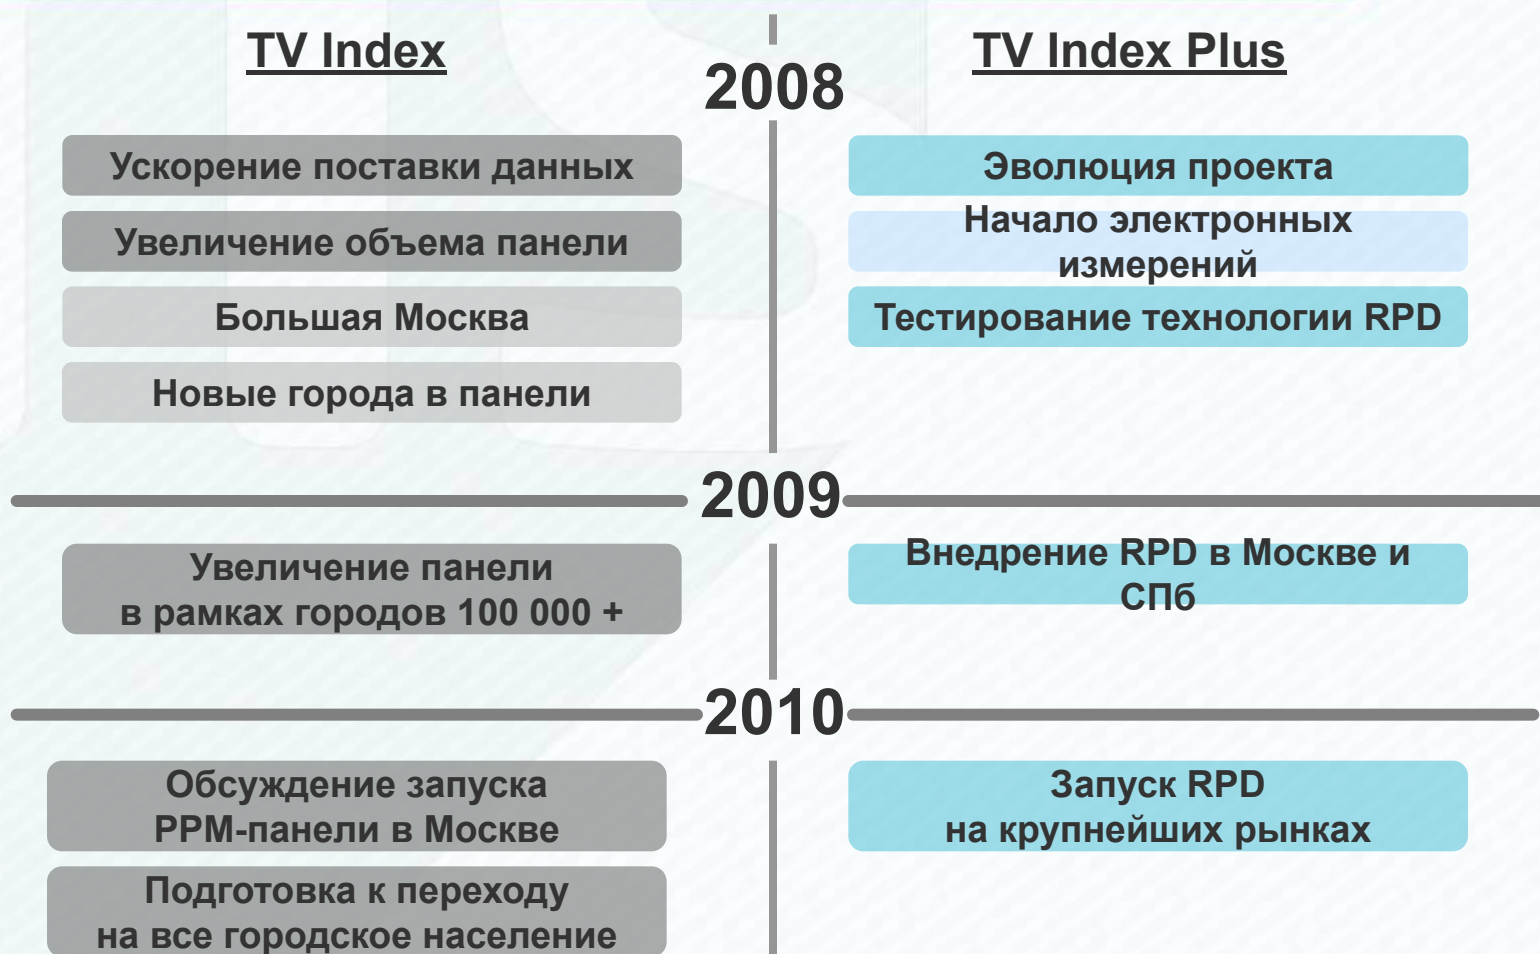 TV Index
TV Index Plus
2008
Ускорение поставки данных
Увеличение объема панели
Большая Москва
Новые города в панели
Эволюция проекта
Начало электронных
измерений
Тестирование технологии RPD
2009
Увеличение панели
в рамках городов 100 000 +
Внедрение RPD в Москве и
СПб
2010
Обсуждение запуска
PPM-панели в Москве
Подготовка к переходу
на все городское население
Запуск RPD
на крупнейших рынках